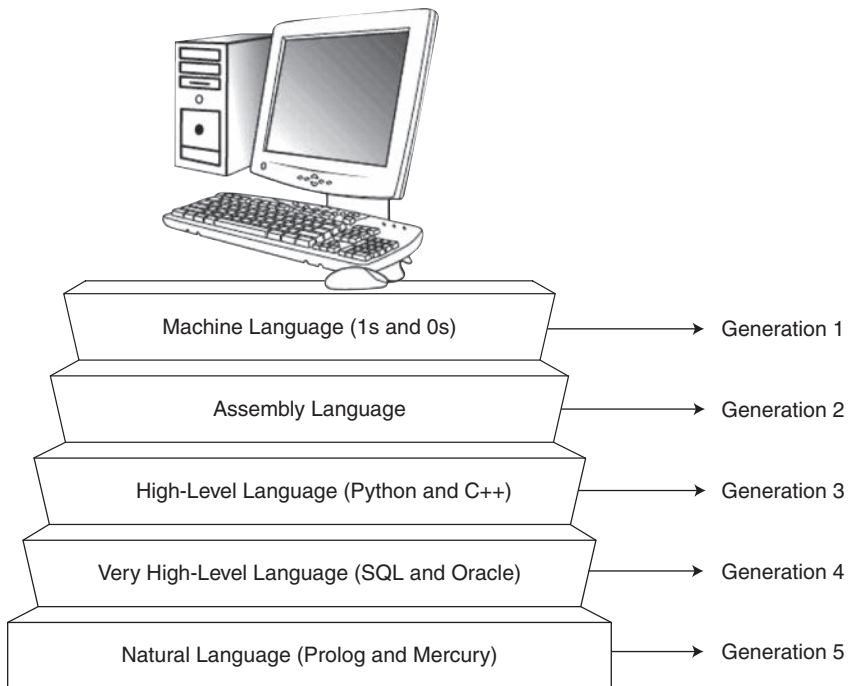 Machine Language (1s and 0s)
Generation 1
Assembly Language
Generation 2
High-Level Language (Python and C++)
Generation 3
Very High-Level Language (SQL and Oracle)
Generation 4
Natural Language (Prolog and Mercury)
Generation 5